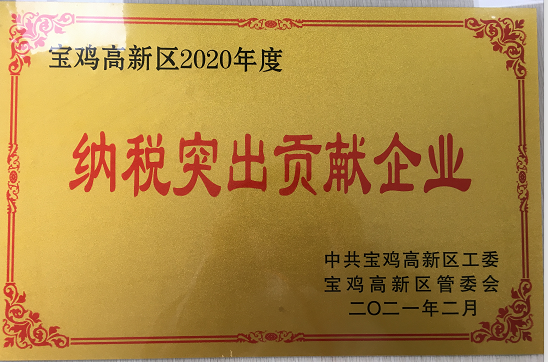 宝鸡高新区2020年度
纳税突出贡献企业
中共宝鸡高新区工委
宝鸡高新区管委会
二〇二一年二月